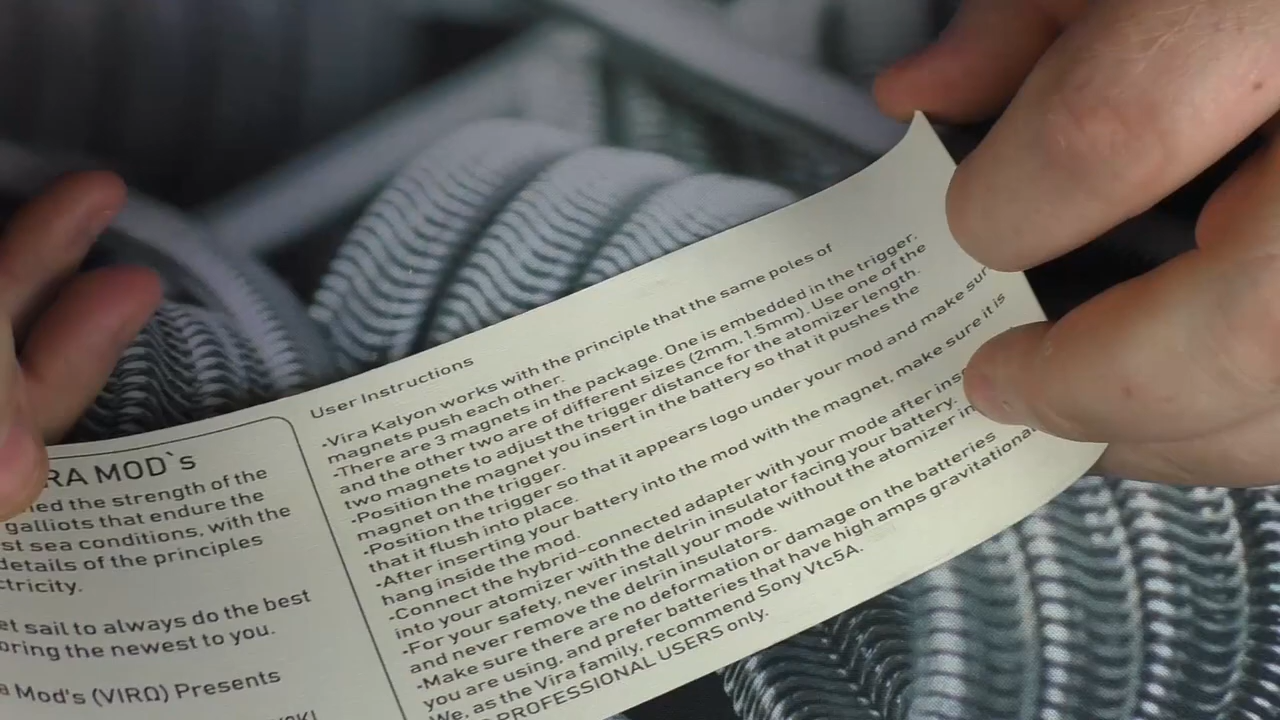 RA MOD`s
ned the strength of the
galliots that endure the
st sea conditions, with the
details of the principles
ctricity.
et sail to always do the best
bring the newest to you.
a Mod's (VIRΩ) Presents
User Instructions
-Vira Kalyon works with the principle that the same poles of
magnets push each other.
-There are 3 magnets in the package. One is embedded in the trigger.
and the other two are of different sizes (2mm, 1.5mm). Use one of the
two magnets to adjust the trigger distance for the atomizer length.
-Position the magnet you insert in the battery so that it pushes the
magnet on the trigger.
-Position the trigger so that it appears logo under your mod and make sur
that it flush into place.
-After inserting your battery into the mod with the magnet, make sure it is
hang inside the mod.
-Connect the hybrid-connected adapter with your mode after ins
into your atomizer with the delrin insulator facing your battery.
-For your safety, never install your mode without the atomizer in
and never remove the delrin insulators.
-Make sure there are no deformation or damage on the batteries
you are using, and prefer batteries that have high amps gravitational
We, as the Vira family, recommend Sony Vtc5A.
PROFESSIONAL USERS only.